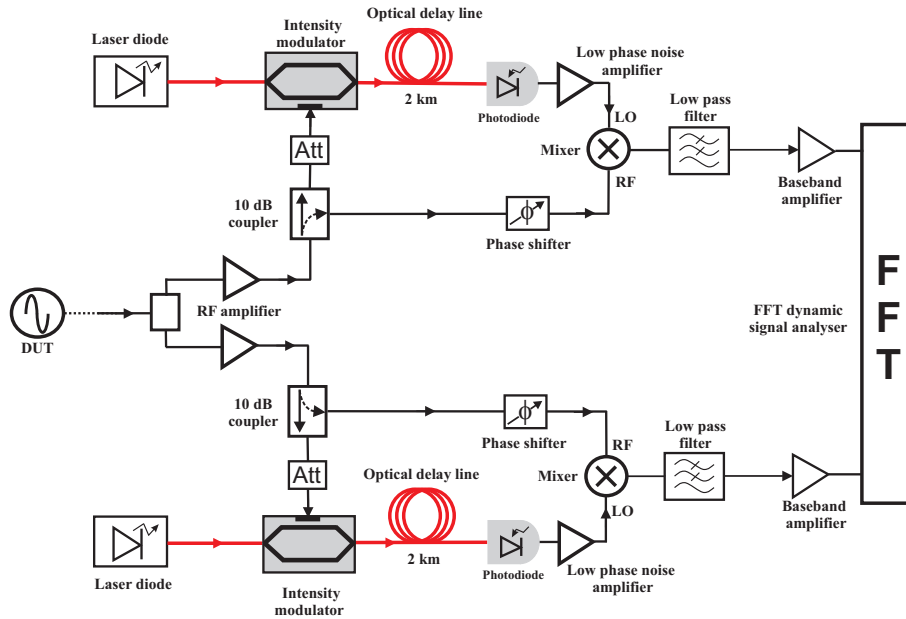 Optical delay line
Intensity
modulator
Laser diode
Low phase noise
amplifier
2 km
Photodiode
LO
Low pass
filter
Att
Mixer
RF
Baseband
amplifier
10 dB
coupler
ϕ
Phase shifter
RF amplifier
DUT
FFT dynamic
signal analyser
F
F
T
10 dB
coupler
ϕ
Phase shifter
RF
Low pass
filter
Att
Optical delay line
Mixer
LO
Baseband
amplifier
2 km
Photodiode
Low phase noise
amplifier
Laser diode
Intensity
modulator